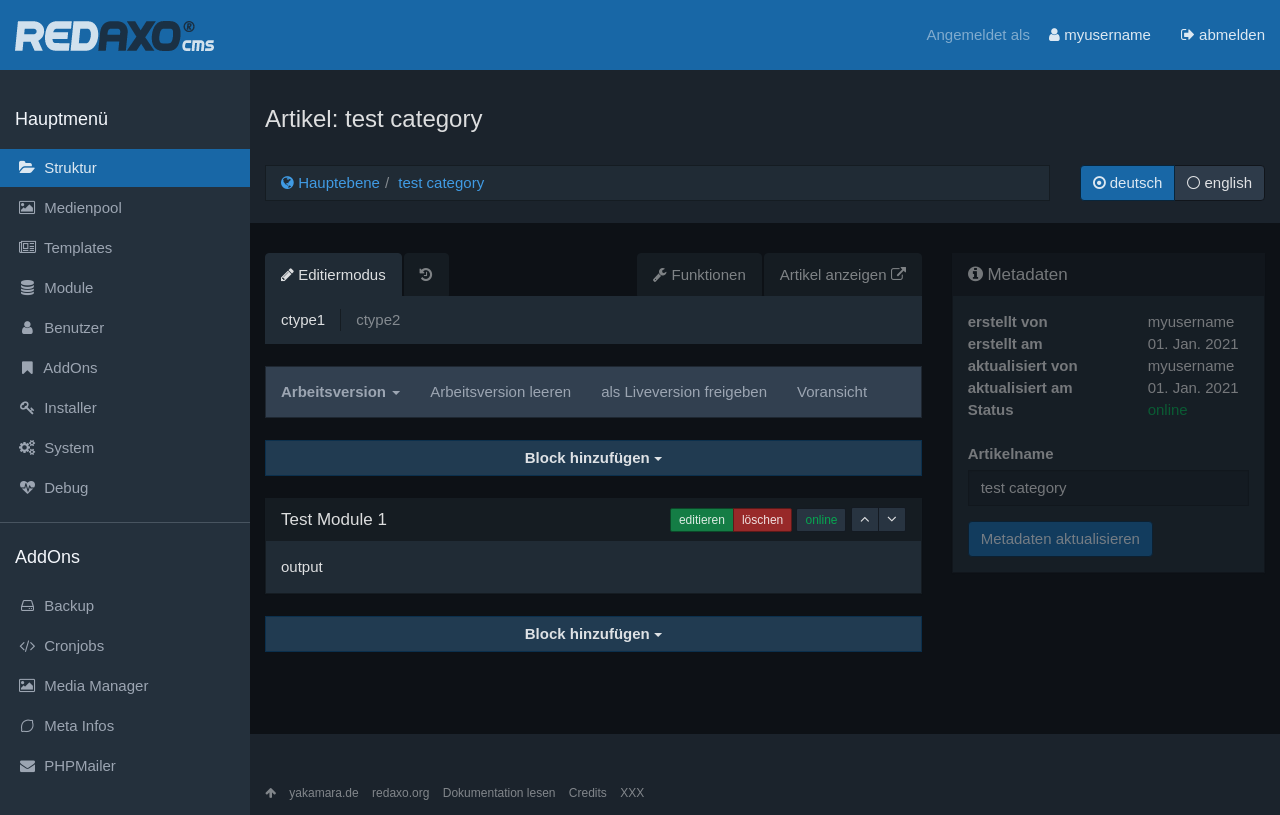 REDAXO® cms
Angemeldet als myusername abmelden
Hauptmenü
Struktur
Medienpool
Templates
Module
Benutzer
AddOns
Installer
System
Debug
AddOns
Backup
Cronjobs
Media Manager
Meta Infos
PHPMailer
Artikel: test category
Hauptebene / test category
deutsch english
Editiermodus Funktionen Artikel anzeigen
ctype1 ctype2
Arbeitsversion Arbeitsversion leeren als Liveversion freigeben Voransicht
Block hinzufügen
Test Module 1 editieren löschen online
output
Block hinzufügen
Metadaten
erstellt von myusername
erstellt am 01. Jan. 2021
aktualisiert von myusername
aktualisiert am 01. Jan. 2021
Status online
Artikelname
test category
Metadaten aktualisieren
yakamara.de redaxo.org Dokumentation lesen Credits XXX